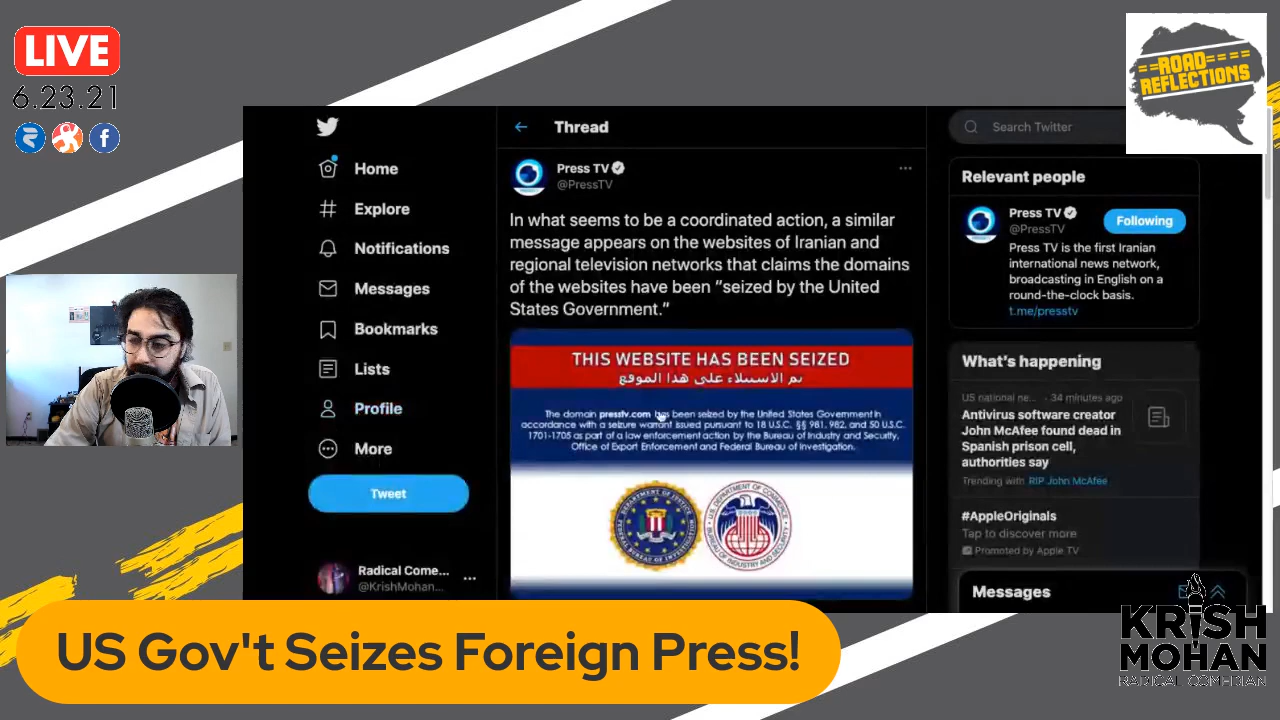 LIVE
6.23.21
==ROAD====
REFLECTIONS
Home
Explore
Notifications
Messages
Bookmarks
Lists
Profile
More
Tweet
Radical Come...
@KrishMohan...
Thread
Press TV
@PressTV
In what seems to be a coordinated action, a similar
message appears on the websites of Iranian and
regional television networks that claims the domains
of the websites have been “seized by the United
States Government.”
THIS WEBSITE HAS BEEN SEIZED
تم الاستيلاء على هذا الموقع
The domain presstv.com has been seized by the United States Government in
accordance with a seizure warrant issued pursuant to 18 U.S.C. §§ 981, 982, and 50 U.S.C.
1701-1705 as part of a law enforcement action by the Bureau of Industry and Security,
Office of Export Enforcement and Federal Bureau of Investigation.
Search Twitter
Relevant people
Press TV
@PressTV
Following
Press TV is the first Iranian
international news network,
broadcasting in English on a
round-the-clock basis.
t.me/presstv
What's happening
US national ne... · 34 minutes ago
Antivirus software creator
John McAfee found dead in
Spanish prison cell,
authorities say
Trending with RIP John McAfee
#AppleOriginals
Tap to discover more
Promoted by Apple TV
Messages
US Gov't Seizes Foreign Press!
KRISH
MOHAN
RADICAL COMEDIAN